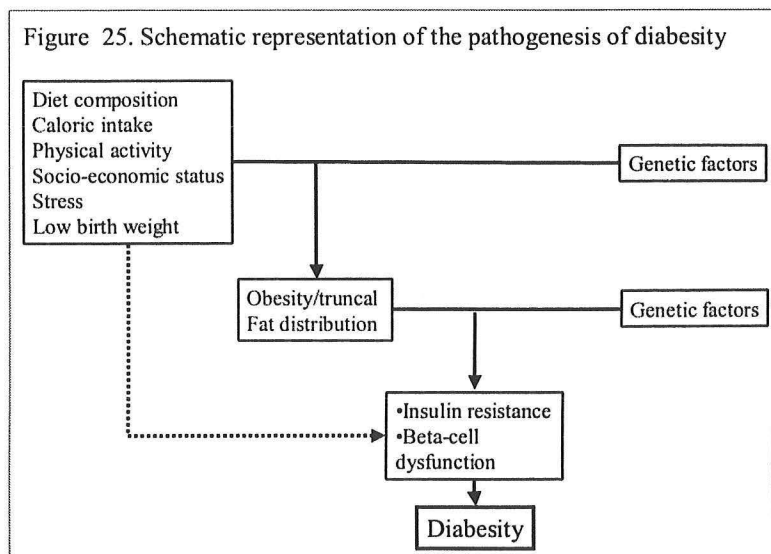 Figure 25. Schematic representation of the pathogenesis of diabesity
Diet composition
Caloric intake
Physical activity
Socio-economic status
Stress
Low birth weight
Genetic factors
Obesity/truncal
Fat distribution
Genetic factors
•Insulin resistance
•Beta-cell
dysfunction
Diabesity